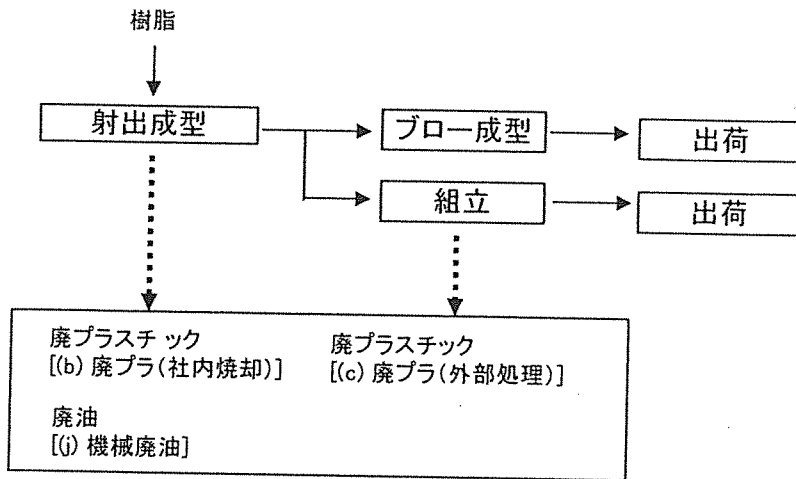 樹脂
射出成型
ブロー成型
出荷
組立
出荷
廃プラスチック
[(b) 廃プラ(社内焼却)]
廃プラスチック
[(c) 廃プラ(外部処理)]
廃油
[(j) 機械廃油]